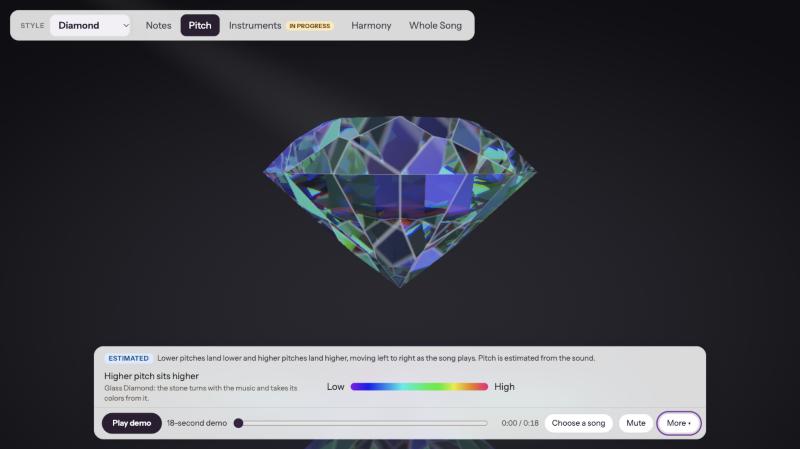 STYLE Diamond Notes Pitch Instruments IN PROGRESS Harmony Whole Song
ESTIMATED Lower pitches land lower and higher pitches land higher, moving left to right as the song plays. Pitch is estimated from the sound.
Higher pitch sits higher
Glass Diamond: the stone turns with the music and takes its
colors from it.
Low High
Play demo 18-second demo 0:00 / 0:18 Choose a song Mute More